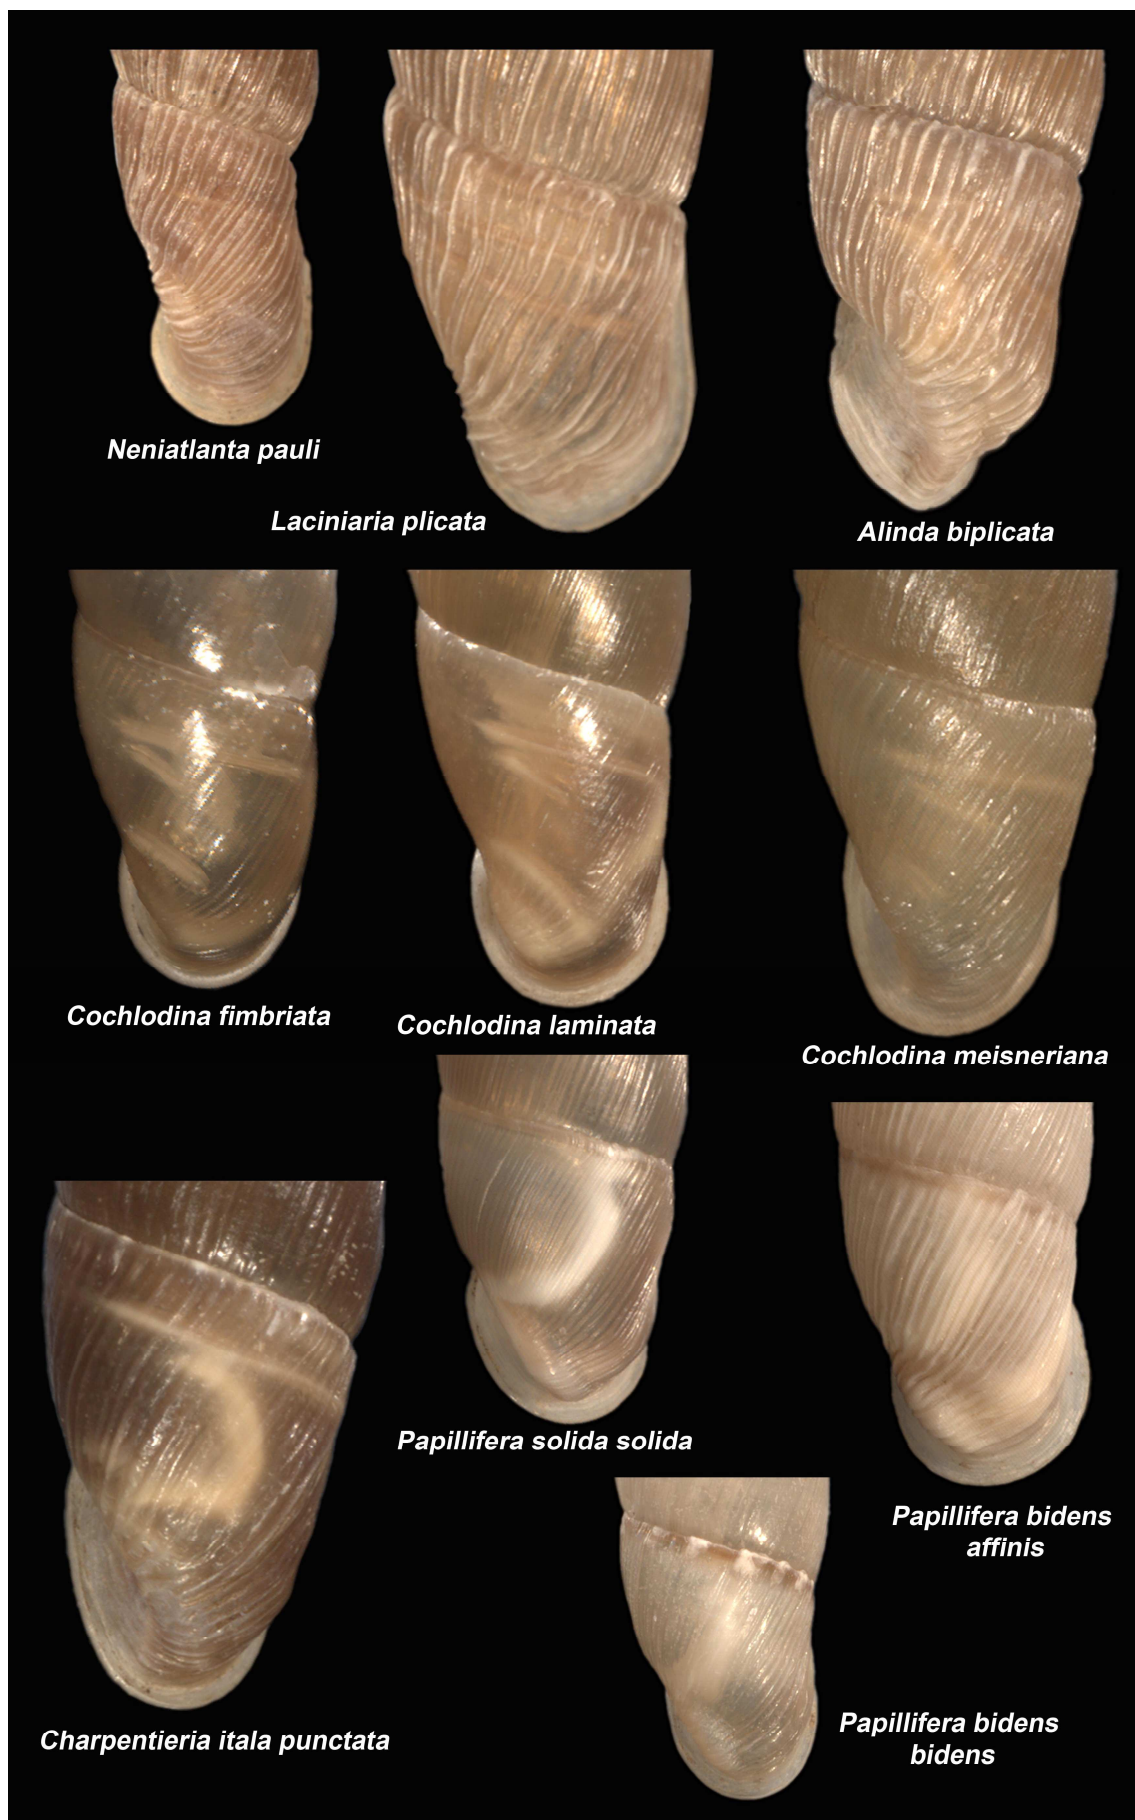 Neniatlanta pauli
Laciniaria plicata
Alinda biplicata
Cochlodina fimbriata
Cochlodina laminata
Cochlodina meisneriana
Papillifera solida solida
Papillifera bidens
affinis
Charpentieria itala punctata
Papillifera bidens
bidens